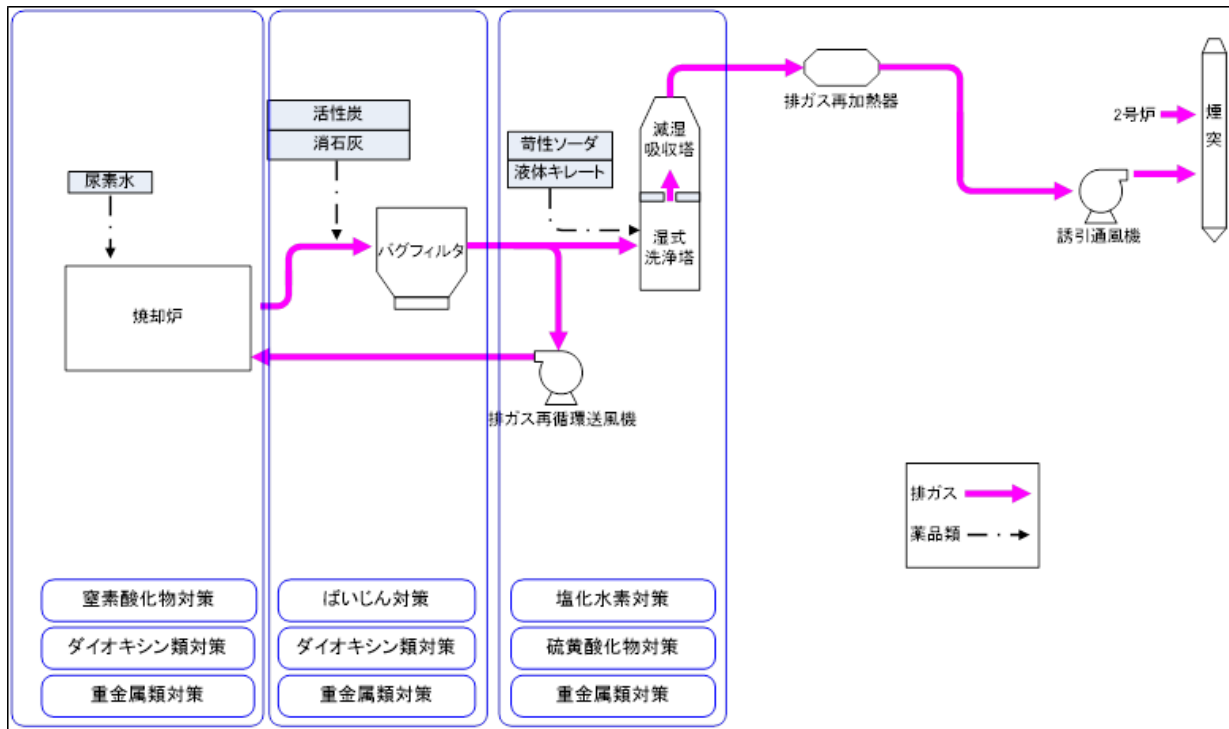 尿素水
焼却炉
活性炭
消石灰
バグフィルタ
苛性ソーダ
液体キレート
減湿
吸収塔
湿式
洗浄塔
排ガス再循環送風機
排ガス再加熱器
誘引通風機
2号炉
煙
突
排ガス
薬品類
窒素酸化物対策
ダイオキシン類対策
重金属類対策
ばいじん対策
ダイオキシン類対策
重金属類対策
塩化水素対策
硫黄酸化物対策
重金属類対策